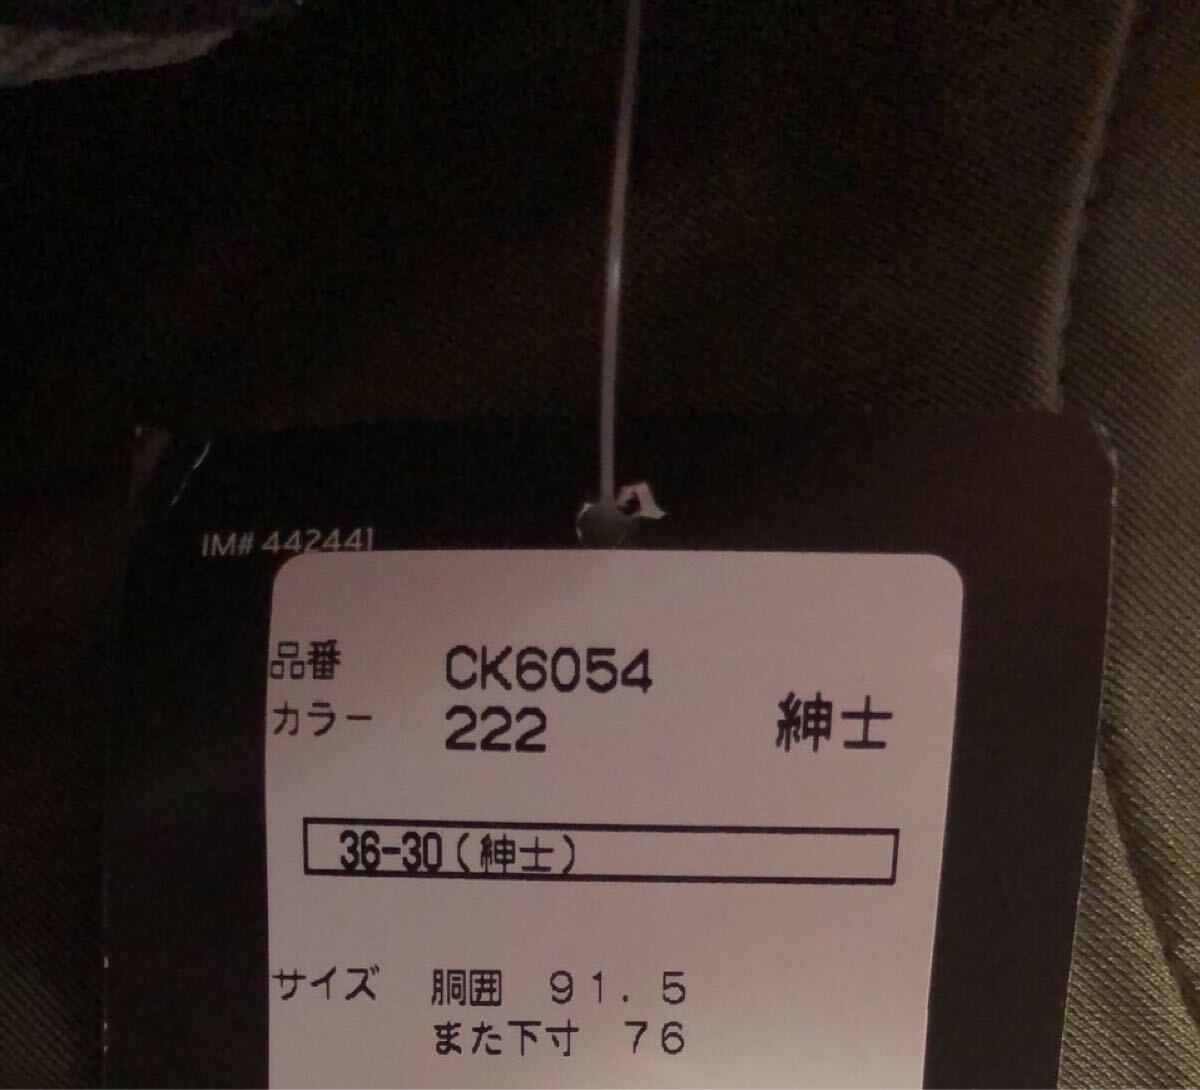 IM# 442441
品番 CK6054
カラー 222 紳士
36-30(紳士)
サイズ 胴囲 91.5
また下寸 76